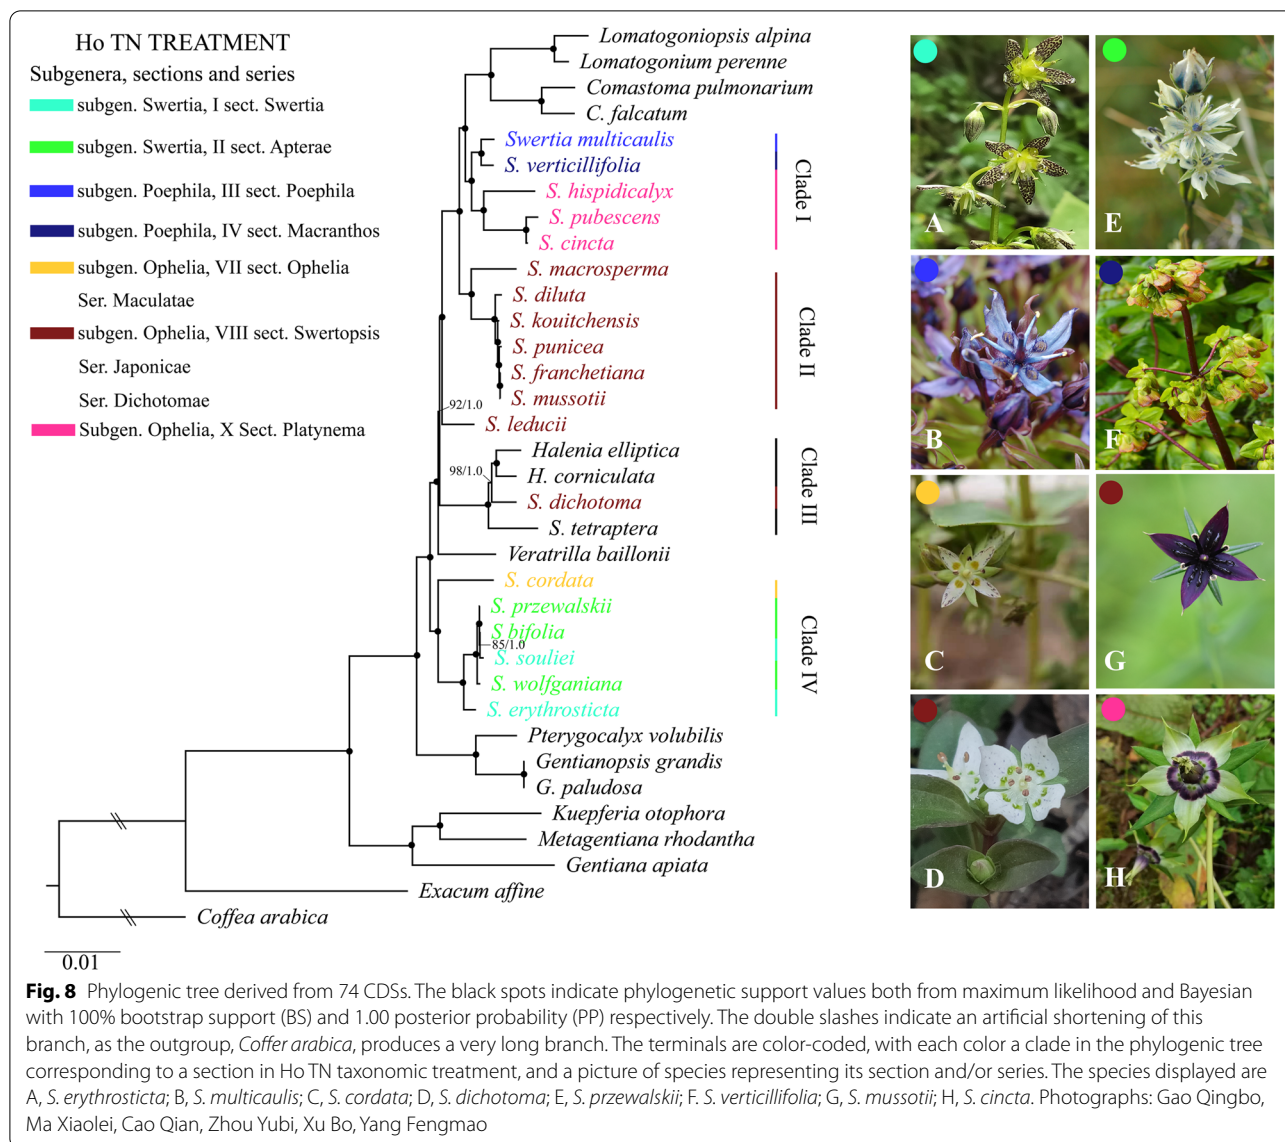 Ho TN TREATMENT
Subgenera, sections and series
subgen. Swertia, I sect. Swertia
subgen. Swertia, II sect. Apterae
subgen. Poephila, III sect. Poephila
subgen. Poephila, IV sect. Macranthos
subgen. Ophelia, VII sect. Ophelia
Ser. Maculatae
subgen. Ophelia, VIII sect. Swertopsis
Ser. Japonicae
Ser. Dichotomae
Subgen. Ophelia, X Sect. Platynema
Lomatogoniopsis alpina
Lomatogonium perenne
Comastoma pulmonarium
C. falcatum
Swertia multicaulis
S. verticillifolia
S. hispidicalyx
S. pubescens
S. cincta
S. macrosperma
S. diluta
S. kouitchensis
S. punicea
S. franchetiana
S. mussotii
S. leducii
Halenia elliptica
H. corniculata
S. dichotoma
S. tetraptera
Veratrilla baillonii
S. cordata
S. przewalskii
S bifolia
S. souliei
S. wolfganiana
S. erythrosticta
Pterygocalyx volubilis
Gentianopsis grandis
G. paludosa
Kuepferia otophora
Metagentiana rhodantha
Gentiana apiata
Exacum affine
Coffea arabica
92/1.0
98/1.0
85/1.0
0.01
Clade I
Clade II
Clade III
Clade IV
A
E
B
F
C
G
D
H
Fig. 8 Phylogenic tree derived from 74 CDSs. The black spots indicate phylogenetic support values both from maximum likelihood and Bayesian
with 100% bootstrap support (BS) and 1.00 posterior probability (PP) respectively. The double slashes indicate an artificial shortening of this
branch, as the outgroup, Coffer arabica, produces a very long branch. The terminals are color-coded, with each color a clade in the phylogenic tree
corresponding to a section in Ho TN taxonomic treatment, and a picture of species representing its section and/or series. The species displayed are
A, S. erythrosticta; B, S. multicaulis; C, S. cordata; D, S. dichotoma; E, S. przewalskii; F. S. verticillifolia; G, S. mussotii; H, S. cincta. Photographs: Gao Qingbo,
Ma Xiaolei, Cao Qian, Zhou Yubi, Xu Bo, Yang Fengmao